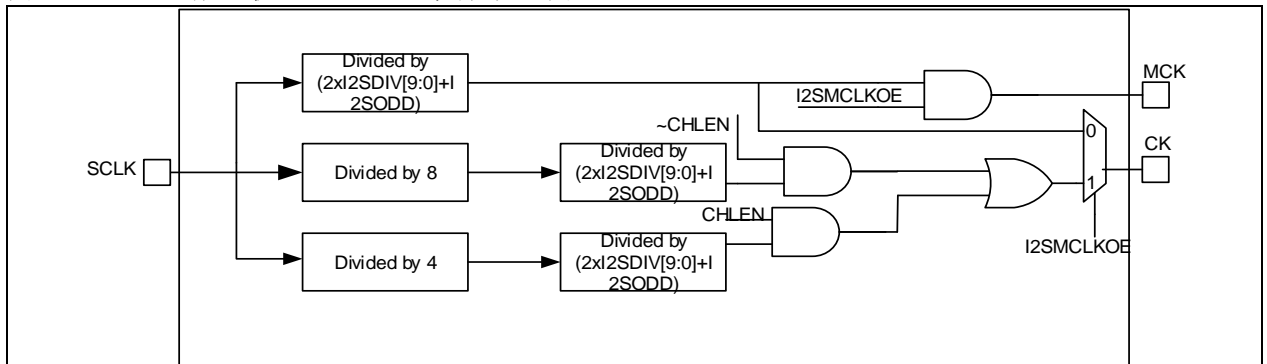 Divided by
(2xI2SDIV[9:0]+I
2SODD)
MCK
I2SMCLKOE
~CHLEN
0
CK
SCLK
Divided by 8
Divided by
(2xI2SDIV[9:0]+I
2SODD)
1
CHLEN
I2SMCLKOE
Divided by 4
Divided by
(2xI2SDIV[9:0]+I
2SODD)